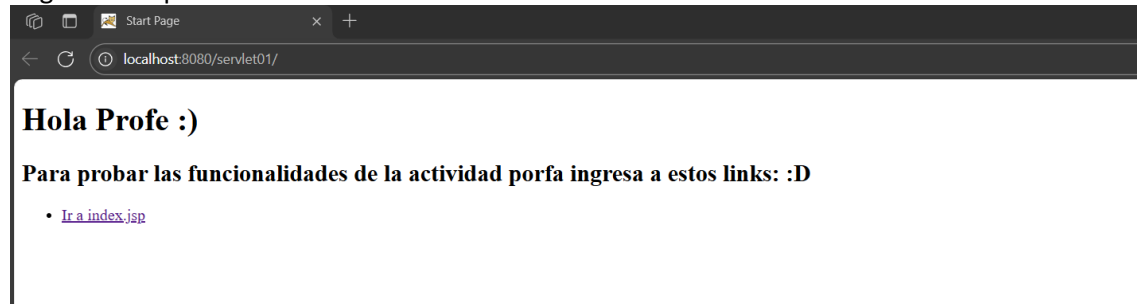 Start Page
localhost:8080/servlet01/
Hola Profe :)
Para probar las funcionalidades de la actividad porfa ingresa a estos links: :D
• Ir a index.jsp